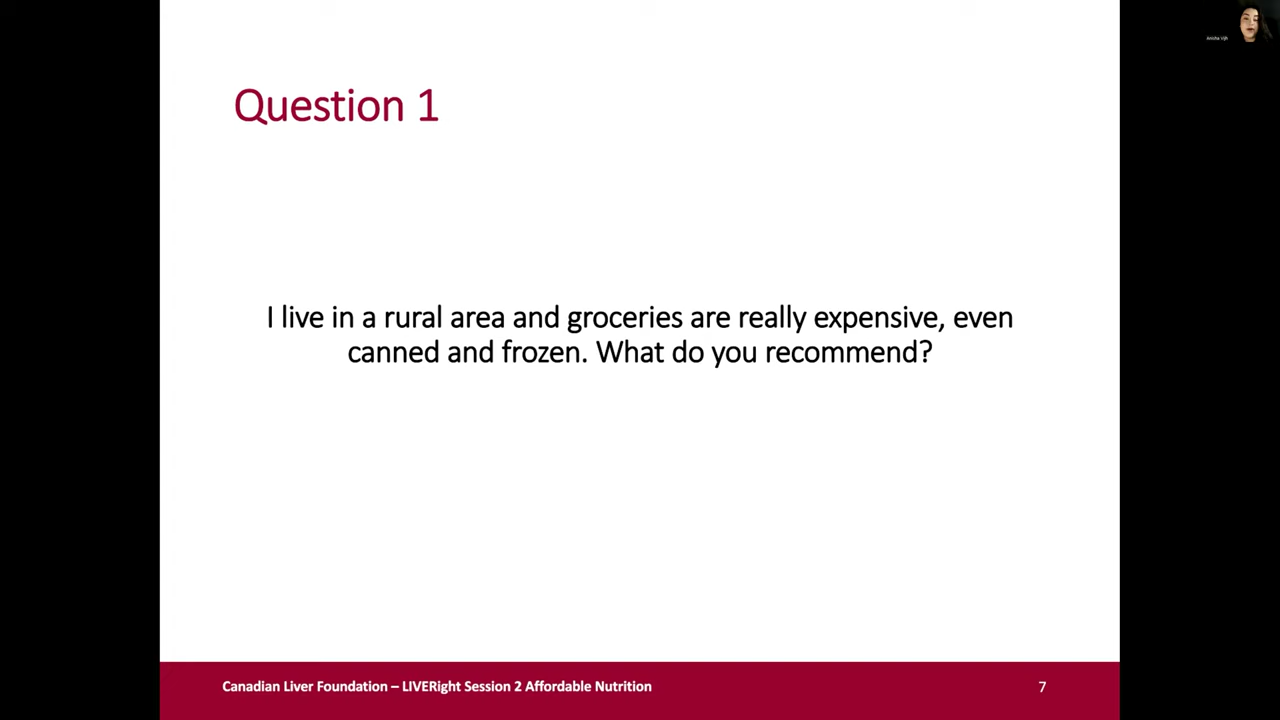 Question 1
I live in a rural area and groceries are really expensive, even
canned and frozen. What do you recommend?
Canadian Liver Foundation – LIVERight Session 2 Affordable Nutrition
7